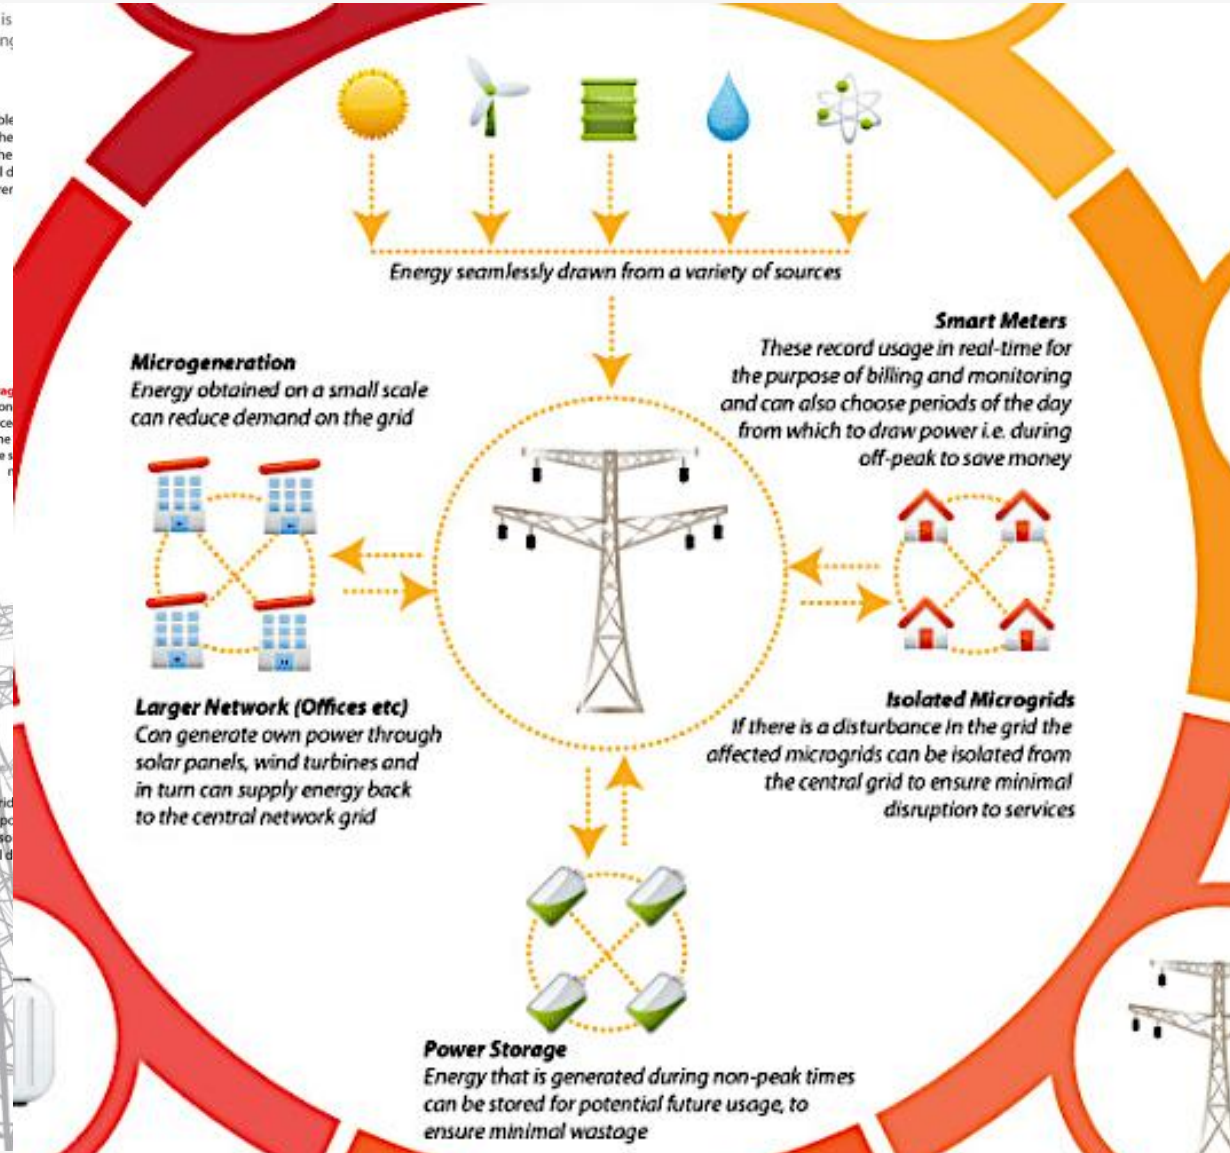 is
Energy seamlessly drawn from a variety of sources
Microgeneration
Energy obtained on a small scale
can reduce demand on the grid
Smart Meters
These record usage in real-time for
the purpose of billing and monitoring
and can also choose periods of the day
from which to draw power i.e. during
off-peak to save money
Larger Network (Offices etc)
Can generate own power through
solar panels, wind turbines and
in turn can supply energy back
to the central network grid
Isolated Microgrids
If there is a disturbance in the grid the
affected microgrids can be isolated from
the central grid to ensure minimal
disruption to services
Power Storage
Energy that is generated during non-peak times
can be stored for potential future usage, to
ensure minimal wastage